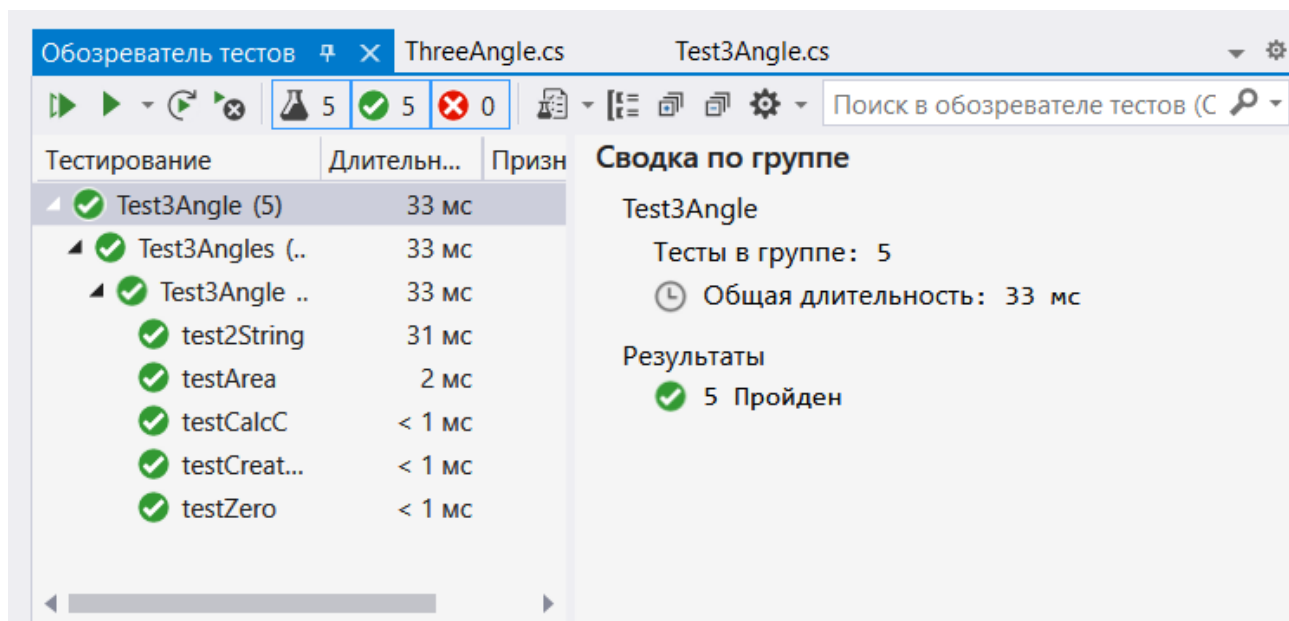 Обозреватель тестов ThreeAngle.cs Test3Angle.cs
5 5 0 Поиск в обозревателе тестов (С
Тестирование Длительн... Призн
Test3Angle (5) 33 мс
Test3Angles (.. 33 мс
Test3Angle .. 33 мс
test2String 31 мс
testArea 2 мс
testCalcC < 1 мс
testCreat... < 1 мс
testZero < 1 мс
Сводка по группе
Test3Angle
Тесты в группе: 5
Общая длительность: 33 мс
Результаты
5 Пройден